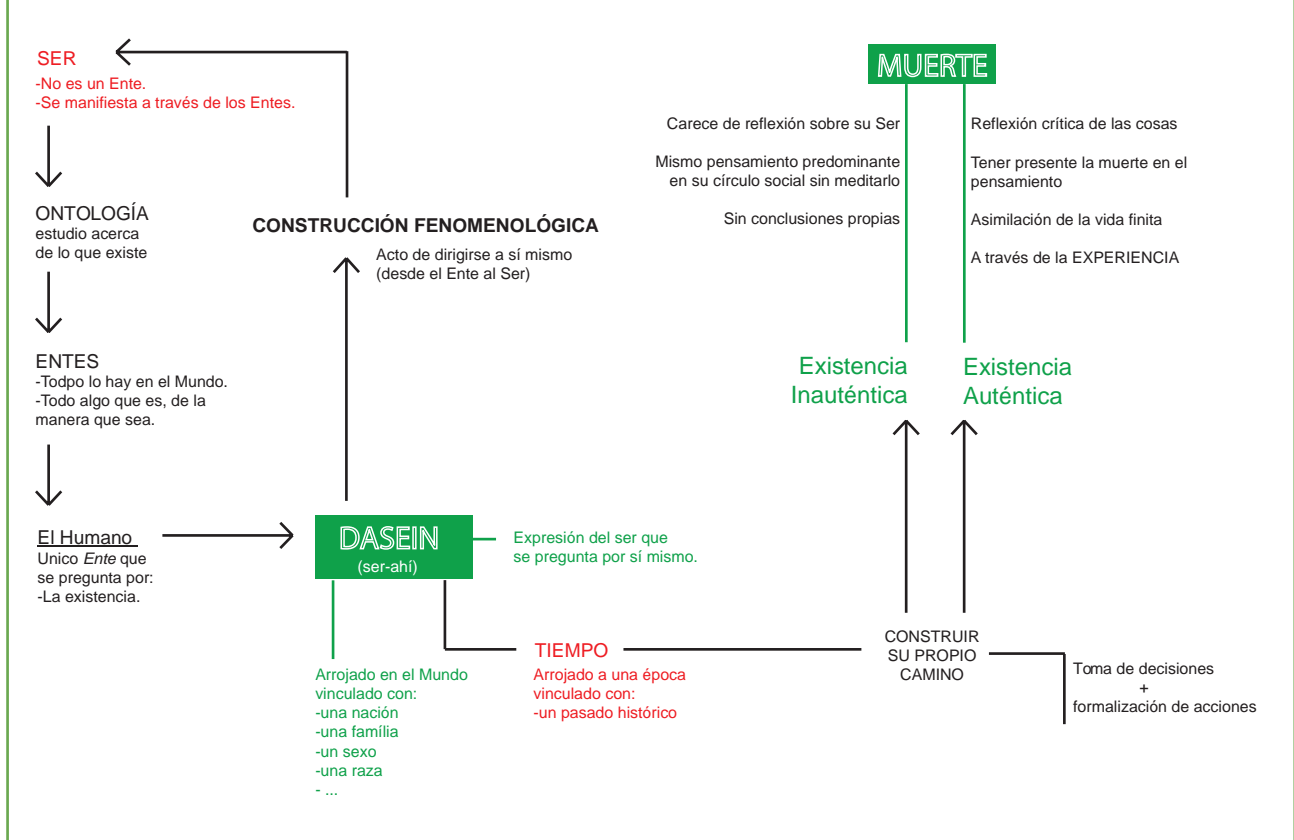 SER
-No es un Ente.
-Se manifiesta a través de los Entes.
ONTOLOGÍA
estudio acerca
de lo que existe
ENTES
-Todpo lo hay en el Mundo.
-Todo algo que es, de la
manera que sea.
El Humano
Unico Ente que
se pregunta por:
-La existencia.
CONSTRUCCIÓN FENOMENOLÓGICA
Acto de dirigirse a sí mismo
(desde el Ente al Ser)
DASEIN
(ser-ahí)
Expresión del ser que
se pregunta por sí mismo.
Arrojado en el Mundo
vinculado con:
-una nación
-una família
-un sexo
-una raza
- ...
TIEMPO
Arrojado a una época
vinculado con:
-un pasado histórico
CONSTRUIR
SU PROPIO
CAMINO
Toma de decisiones
+
formalización de acciones
MUERTE
Carece de reflexión sobre su Ser
Mismo pensamiento predominante
en su círculo social sin meditarlo
Sin conclusiones propias
Existencia
Inauténtica
Reflexión crítica de las cosas
Tener presente la muerte en el
pensamiento
Asimilación de la vida finita
A través de la EXPERIENCIA
Existencia
Auténtica